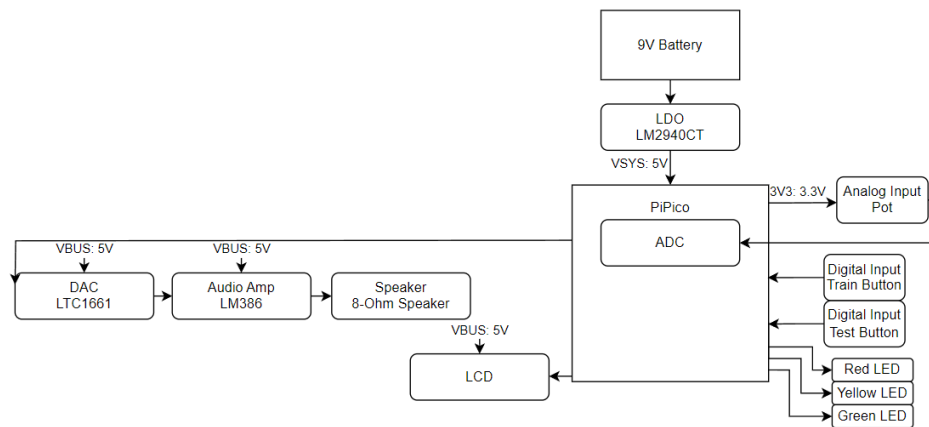 9V Battery
LDO
LM2940CT
VSYS: 5V
3V3: 3.3V
Analog Input
Pot
PiPico
ADC
VBUS: 5V
VBUS: 5V
DAC
LTC1661
Audio Amp
LM386
Speaker
8-Ohm Speaker
Digital Input
Train Button
Digital Input
Test Button
VBUS: 5V
LCD
Red LED
Yellow LED
Green LED